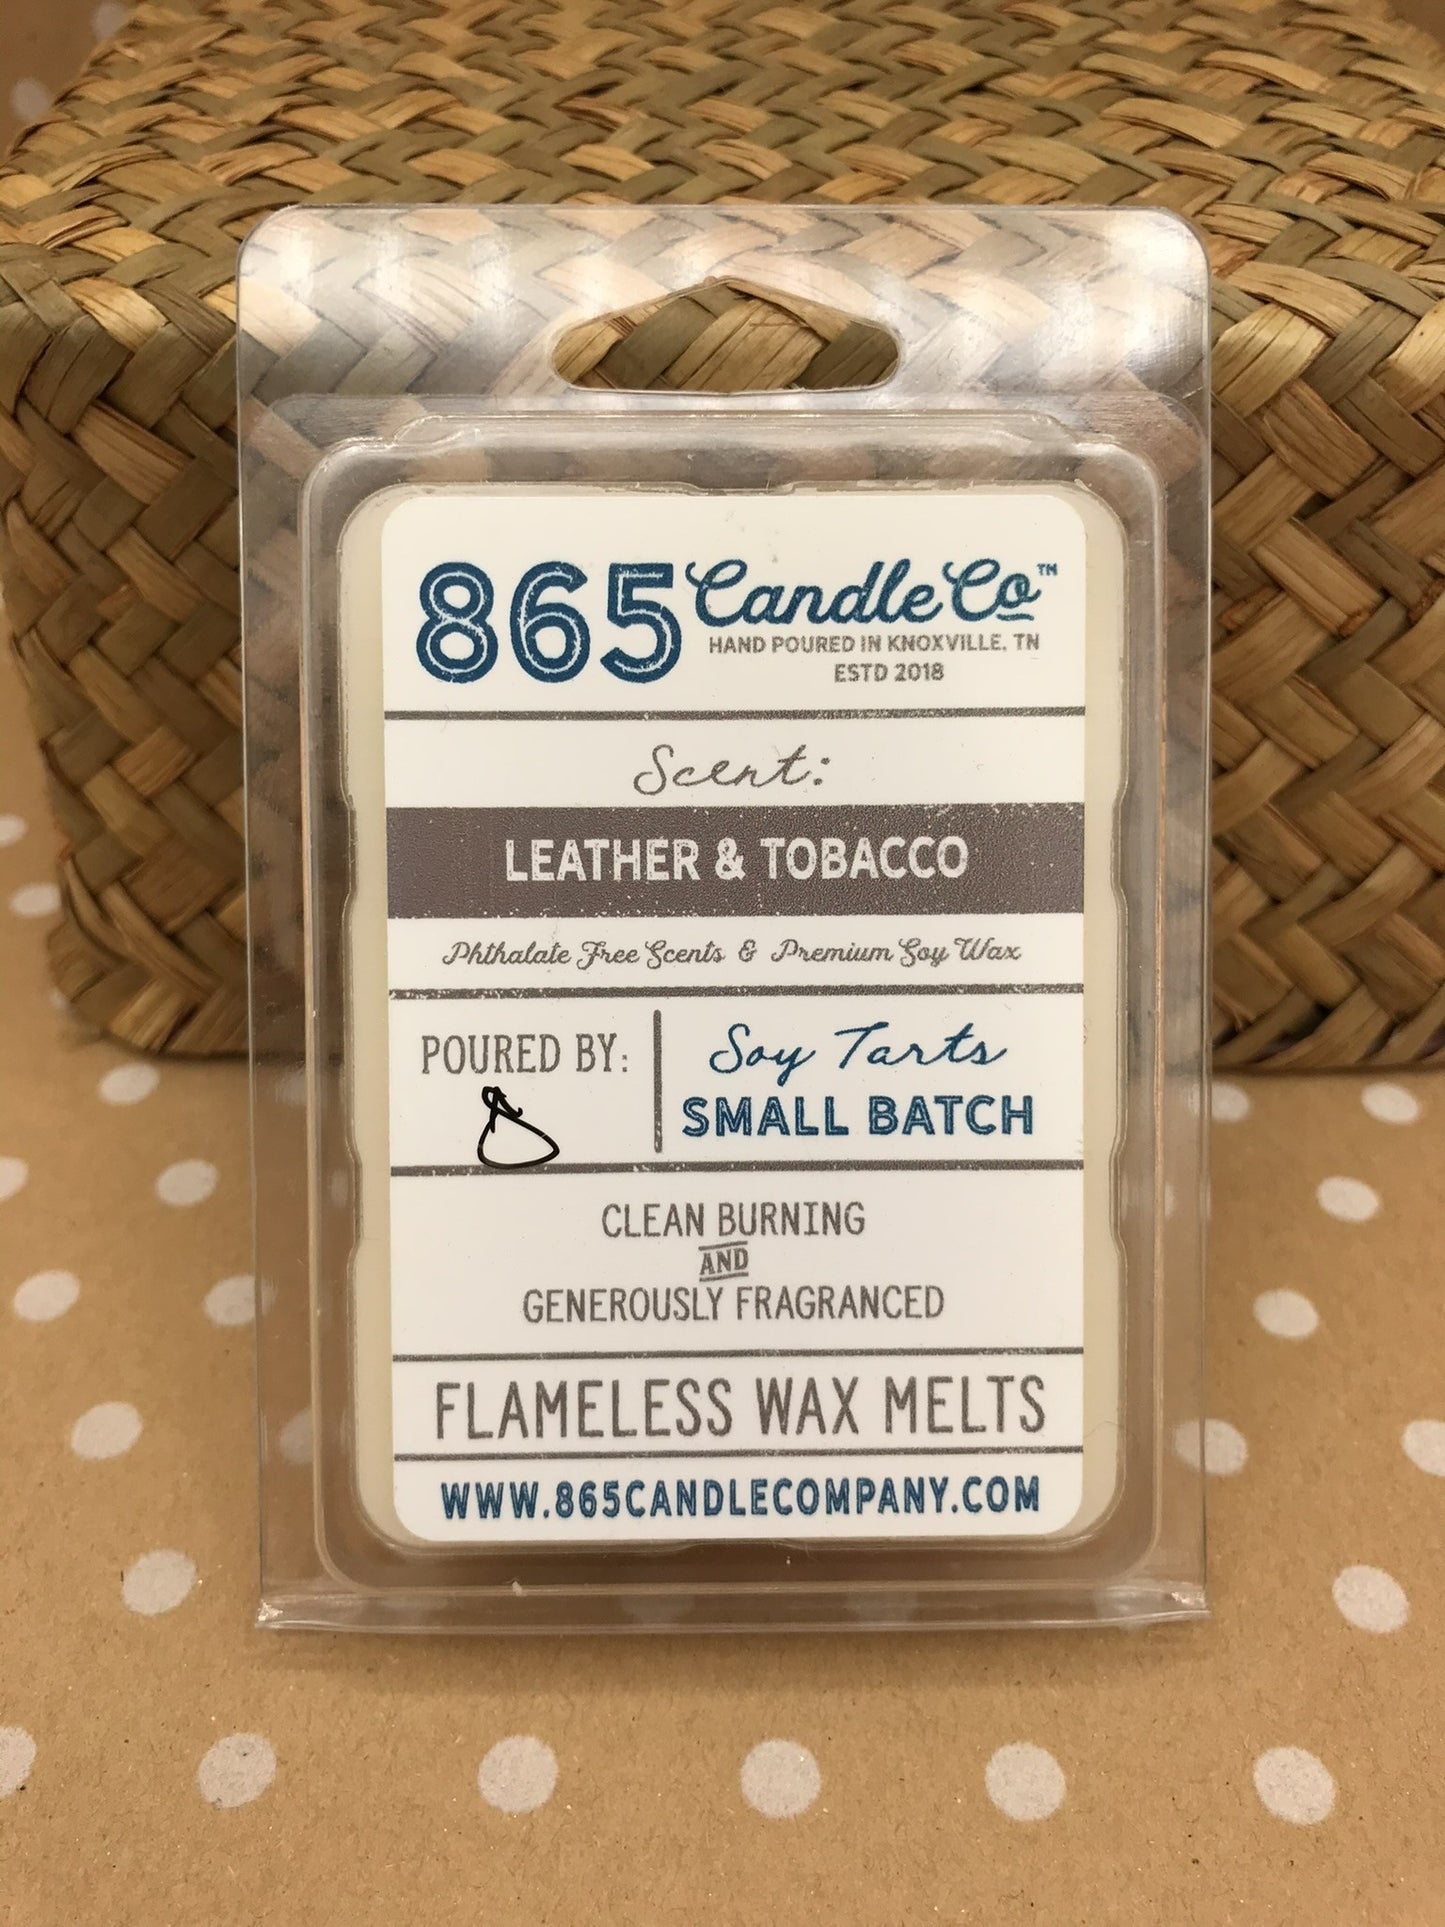 865 Candle Co™
HAND POURED IN KNOXVILLE, TN
ESTD 2018
Scent:
LEATHER & TOBACCO
Phthalate Free Scents & Premium Soy Wax
POURED BY:
Soy Tarts
SMALL BATCH
CLEAN BURNING
AND
GENEROUSLY FRAGRANCED
FLAMELESS WAX MELTS
WWW.865CANDLECOMPANY.COM